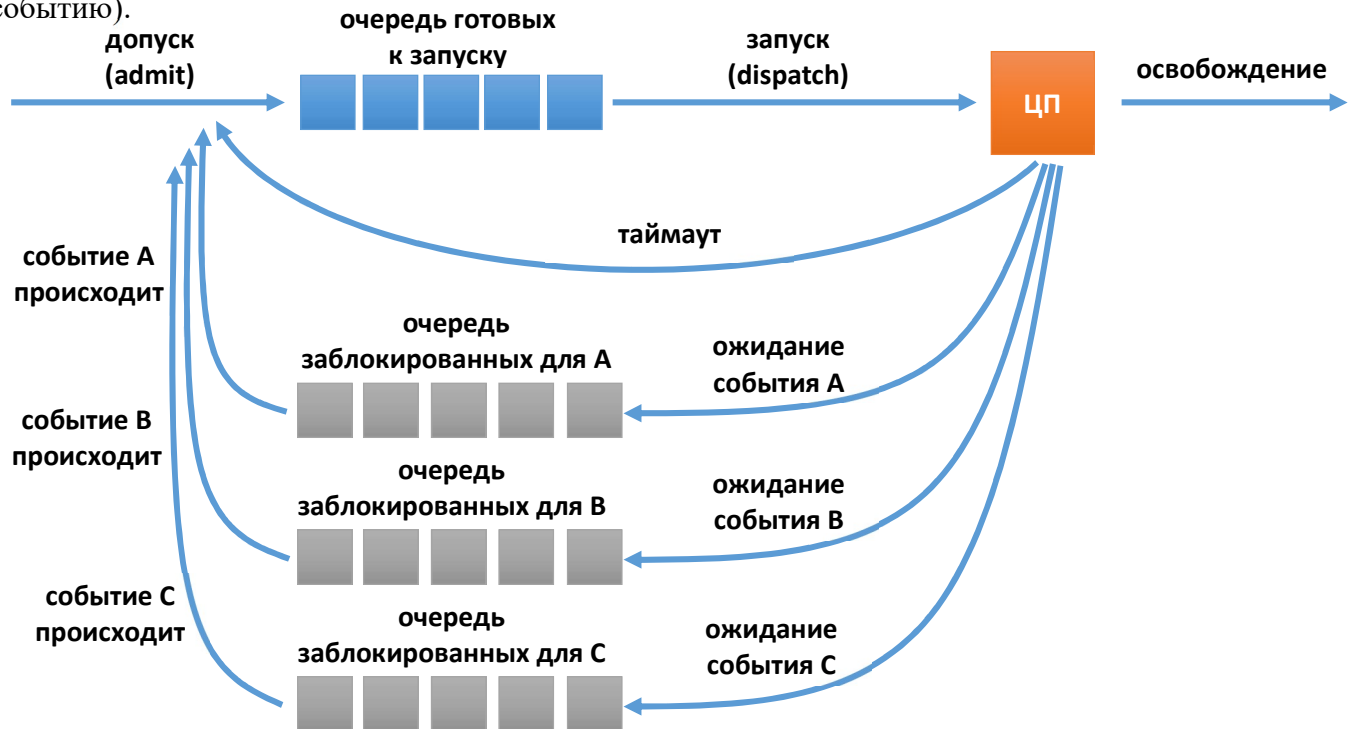 событию).
допуск
(admit)
очередь готовых
к запуску
запуск
(dispatch)
ЦП
освобождение
таймаут
событие А
происходит
очередь
заблокированных для А
ожидание
события А
событие В
происходит
очередь
заблокированных для В
ожидание
события В
событие С
происходит
очередь
заблокированных для С
ожидание
события С